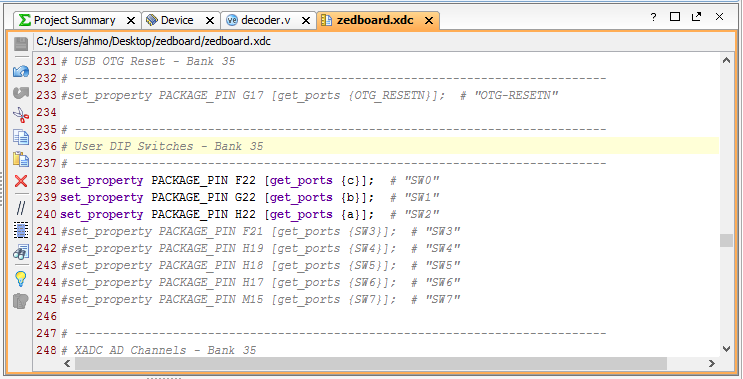 Project Summary Device decoder.v zedboard.xdc
C:/Users/ahmo/Desktop/zedboard/zedboard.xdc
231 # USB OTG Reset - Bank 35
232 # ----------------------------------------------------------------------------
233 #set_property PACKAGE_PIN G17 [get_ports {OTG_RESETN}];  # "OTG-RESETN"
234
235 # ----------------------------------------------------------------------------
236 # User DIP Switches - Bank 35
237 # ----------------------------------------------------------------------------
238 set_property PACKAGE_PIN F22 [get_ports {c}];  # "SW0"
239 set_property PACKAGE_PIN G22 [get_ports {b}];  # "SW1"
240 set_property PACKAGE_PIN H22 [get_ports {a}];  # "SW2"
241 #set_property PACKAGE_PIN F21 [get_ports {SW3}];  # "SW3"
242 #set_property PACKAGE_PIN H19 [get_ports {SW4}];  # "SW4"
243 #set_property PACKAGE_PIN H18 [get_ports {SW5}];  # "SW5"
244 #set_property PACKAGE_PIN H17 [get_ports {SW6}];  # "SW6"
245 #set_property PACKAGE_PIN M15 [get_ports {SW7}];  # "SW7"
246
247 # ----------------------------------------------------------------------------
248 # XADC AD Channels - Bank 35